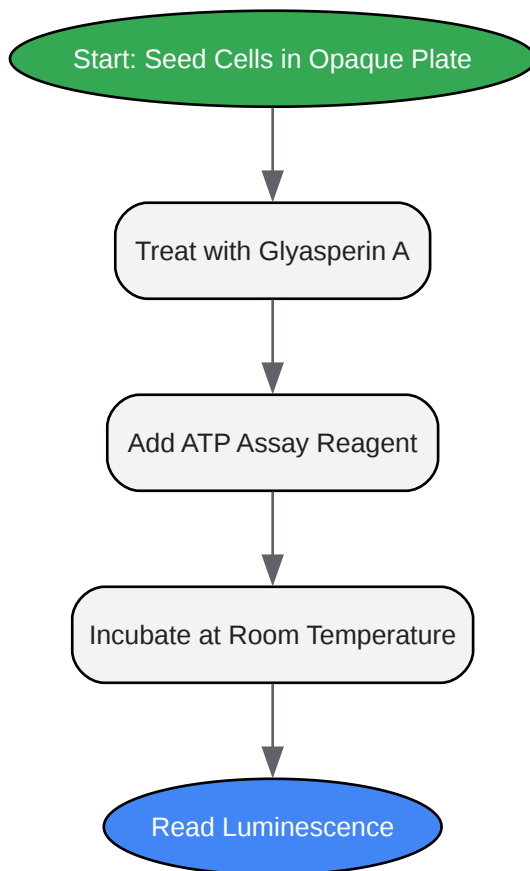 Start: Seed Cells in Opaque Plate
Treat with Glyasperin A
Add ATP Assay Reagent
Incubate at Room Temperature
Read Luminescence